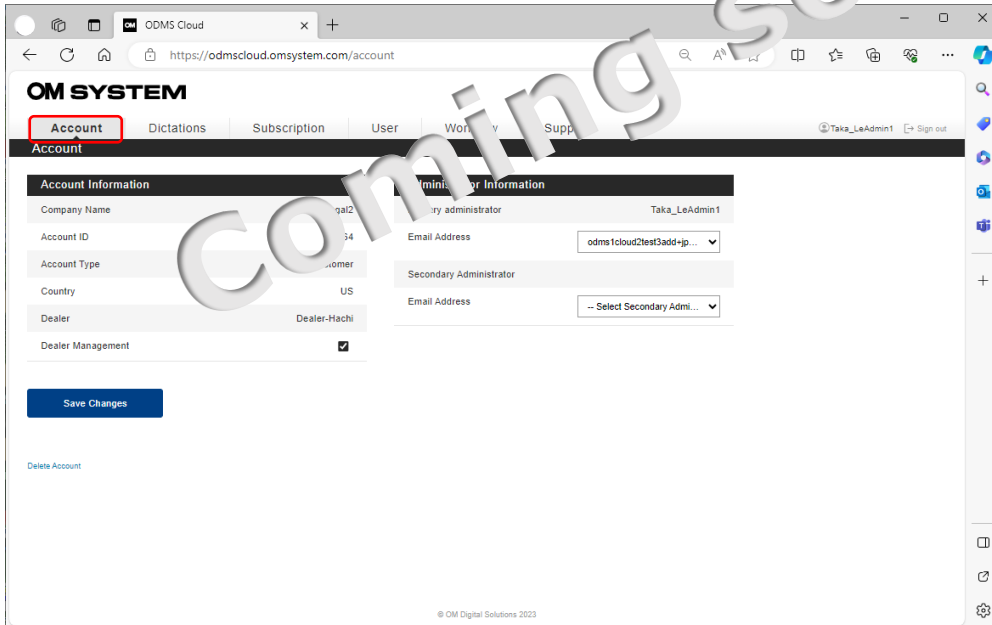 ODMS Cloud
https://odmscloud.omsystem.com/account
OM SYSTEM
Account Dictations Subscription User Taka_LeAdmin1 Sign out
Account
Account Information Information
Company Name administrator Taka_LeAdmin1
Account ID Email Address odms1cloud2test3add+jp...
Account Type
Secondary Administrator
Country US
Email Address -- Select Secondary Admi...
Dealer Dealer-Hachi
Dealer Management
Save Changes
Delete Account
© OM Digital Solutions 2023
Coming